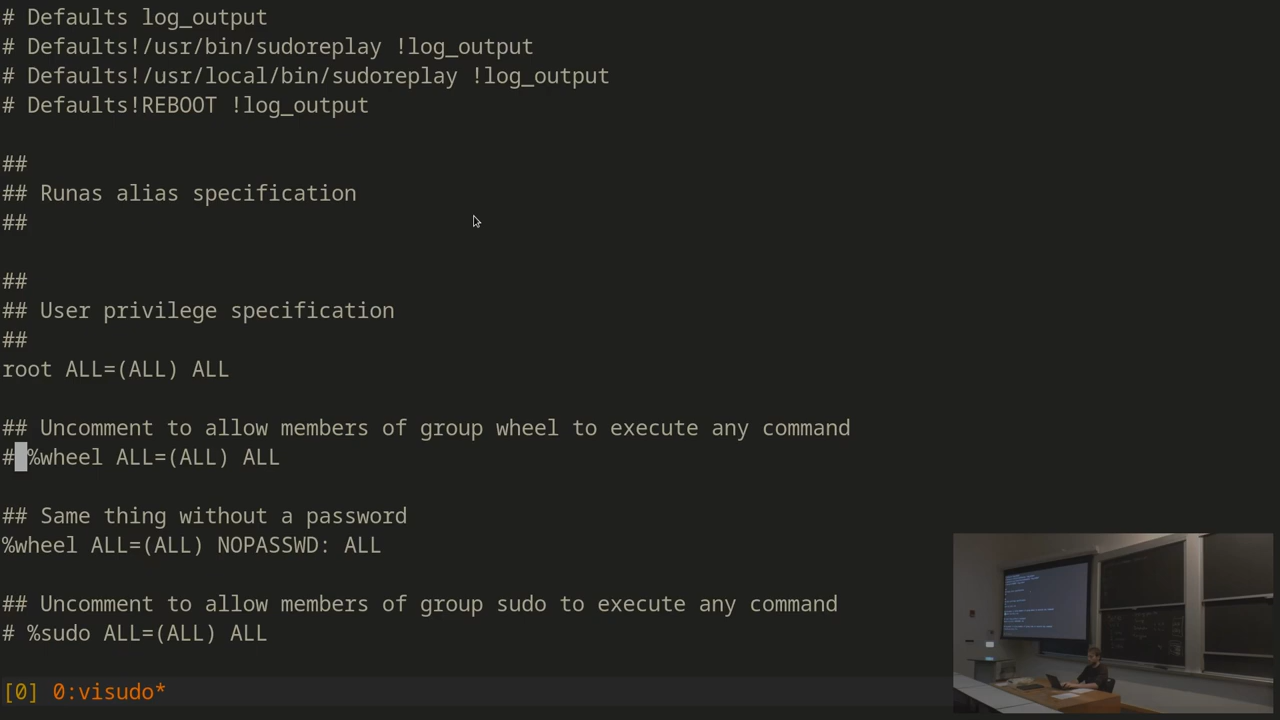 # Defaults log_output
# Defaults!/usr/bin/sudoreplay !log_output
# Defaults!/usr/local/bin/sudoreplay !log_output
# Defaults!REBOOT !log_output
##
## Runas alias specification
##
##
## User privilege specification
##
root ALL=(ALL) ALL
## Uncomment to allow members of group wheel to execute any command
# %wheel ALL=(ALL) ALL
## Same thing without a password
%wheel ALL=(ALL) NOPASSWD: ALL
## Uncomment to allow members of group sudo to execute any command
# %sudo ALL=(ALL) ALL
[0] 0:visudo*